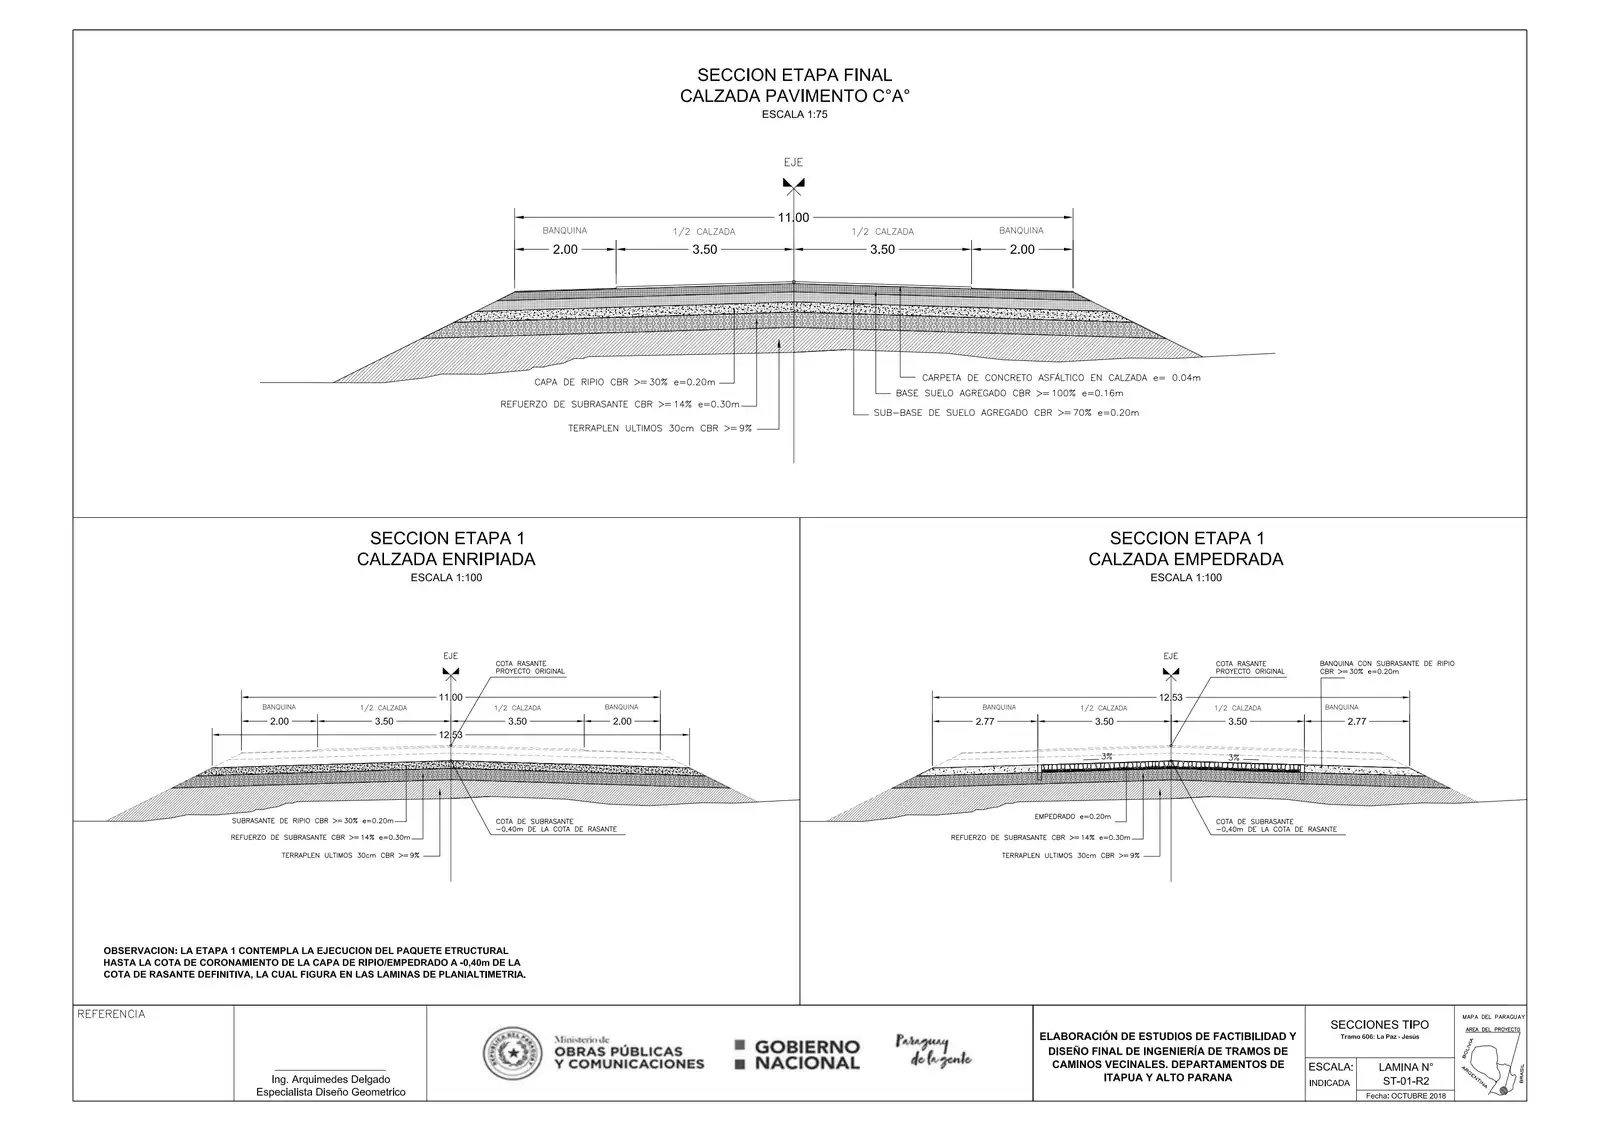 SECCION ETAPA FINAL
CALZADA PAVIMENTO C°A°
ESCALA 1:75
EJE
11.00
BANQUINA 1/2 CALZADA 1/2 CALZADA BANQUINA
2.00 3.50 3.50 2.00
CAPA DE RIPIO CBR >=30% e=0.20m
REFUERZO DE SUBRASANTE CBR >=14% e=0.30m
TERRAPLEN ULTIMOS 30cm CBR >=9%
CARPETA DE CONCRETO ASFÁLTICO EN CALZADA e= 0.04m
BASE SUELO AGREGADO CBR >=100% e=0.16m
SUB-BASE DE SUELO AGREGADO CBR >=70% e=0.20m
SECCION ETAPA 1
CALZADA ENRIPIADA
ESCALA 1:100
EJE
COTA RASANTE
PROYECTO ORIGINAL
11.00
BANQUINA 1/2 CALZADA 1/2 CALZADA BANQUINA
2.00 3.50 3.50 2.00
12.53
SUBRASANTE DE RIPIO CBR >=30% e=0.20m
REFUERZO DE SUBRASANTE CBR >=14% e=0.30m
TERRAPLEN ULTIMOS 30cm CBR >=9%
COTA DE SUBRASANTE
-0,40m DE LA COTA DE RASANTE
OBSERVACION: LA ETAPA 1 CONTEMPLA LA EJECUCION DEL PAQUETE ETRUCTURAL
HASTA LA COTA DE CORONAMIENTO DE LA CAPA DE RIPIO/EMPEDRADO A -0,40m DE LA
COTA DE RASANTE DEFINITIVA, LA CUAL FIGURA EN LAS LAMINAS DE PLANIALTIMETRIA.
SECCION ETAPA 1
CALZADA EMPEDRADA
ESCALA 1:100
EJE
COTA RASANTE
PROYECTO ORIGINAL
BANQUINA CON SUBRASANTE DE RIPIO
CBR >=30% e=0.20m
12.53
BANQUINA 1/2 CALZADA 1/2 CALZADA BANQUINA
2.77 3.50 3.50 2.77
3% 3%
EMPEDRADO e=0.20m
REFUERZO DE SUBRASANTE CBR >=14% e=0.30m
TERRAPLEN ULTIMOS 30cm CBR >=9%
COTA DE SUBRASANTE
-0,40m DE LA COTA DE RASANTE
REFERENCIA
Ing. Arquimedes Delgado
Especialista Diseño Geometrico
REPUBLICA DEL PARAGUAY
Ministerio de
OBRAS PÚBLICAS
Y COMUNICACIONES
GOBIERNO
NACIONAL
Paraguay
de la gente
ELABORACIÓN DE ESTUDIOS DE FACTIBILIDAD Y
DISEÑO FINAL DE INGENIERÍA DE TRAMOS DE
CAMINOS VECINALES. DEPARTAMENTOS DE
ITAPUA Y ALTO PARANA
SECCIONES TIPO
Tramo 606: La Paz - Jesús
ESCALA:
INDICADA
LAMINA N°
ST-01-R2
Fecha: OCTUBRE 2018
MAPA DEL PARAGUAY
AREA DEL PROYECTO
BOLIVIA
ARGENTINA
BRASIL